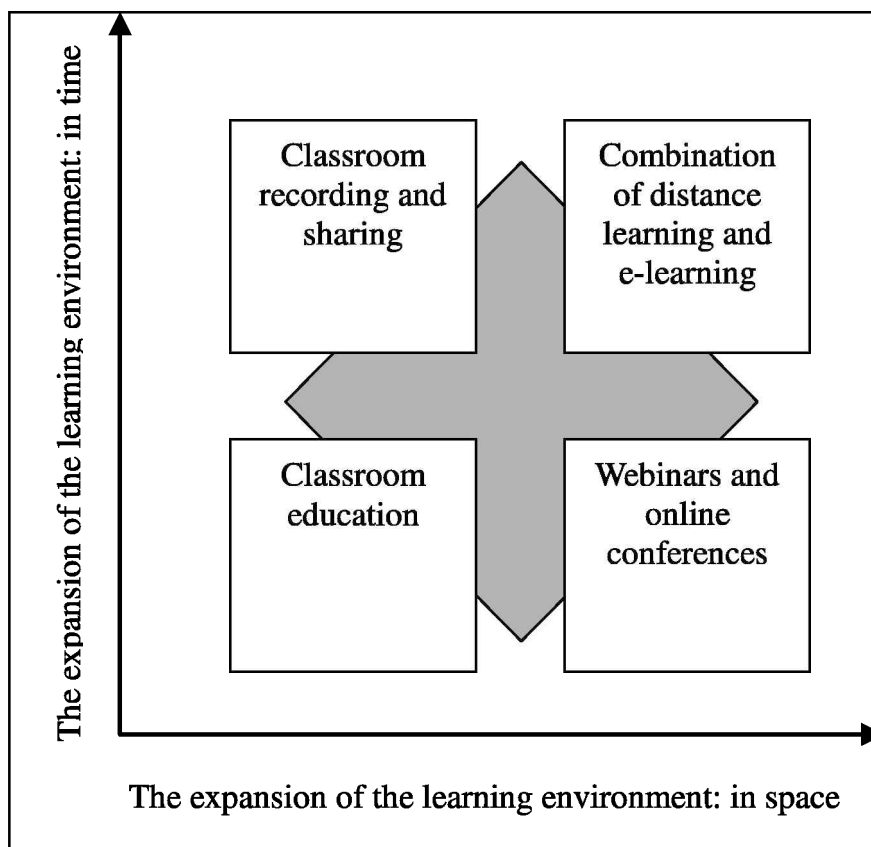 The expansion of the learning environment: in time
Classroom
recording and
sharing
Combination
of distance
learning and
e-learning
Classroom
education
Webinars and
online
conferences
The expansion of the learning environment: in space